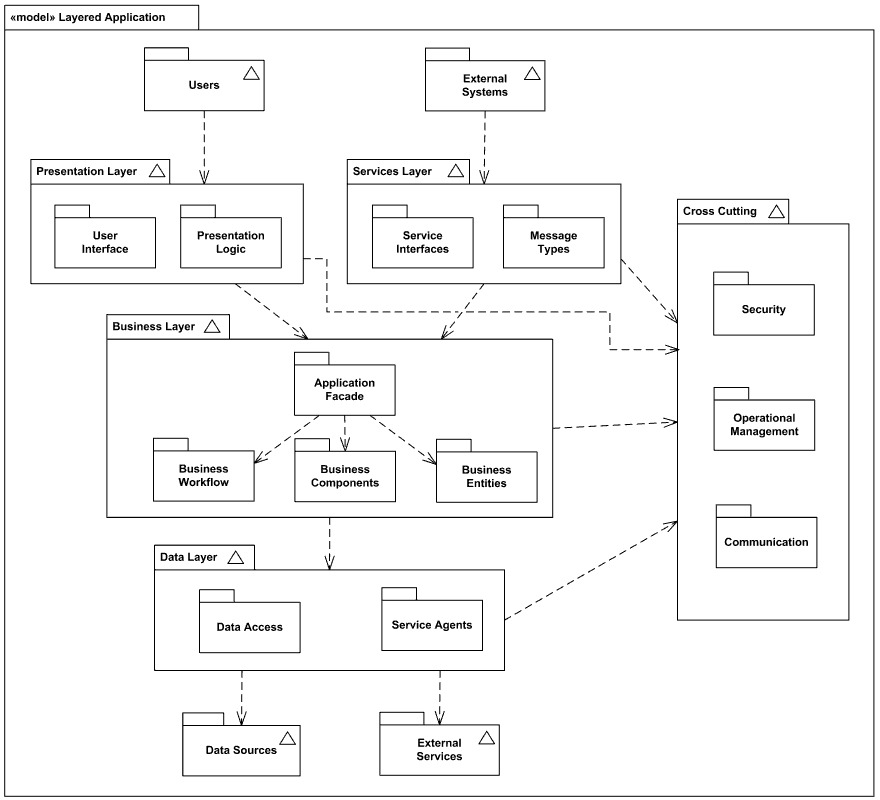 «model» Layered Application
Users
External
Systems
Presentation Layer
Services Layer
Cross Cutting
User
Interface
Presentation
Logic
Service
Interfaces
Message
Types
Security
Business Layer
Application
Facade
Operational
Management
Business
Workflow
Business
Components
Business
Entities
Communication
Data Layer
Data Access
Service Agents
Data Sources
External
Services